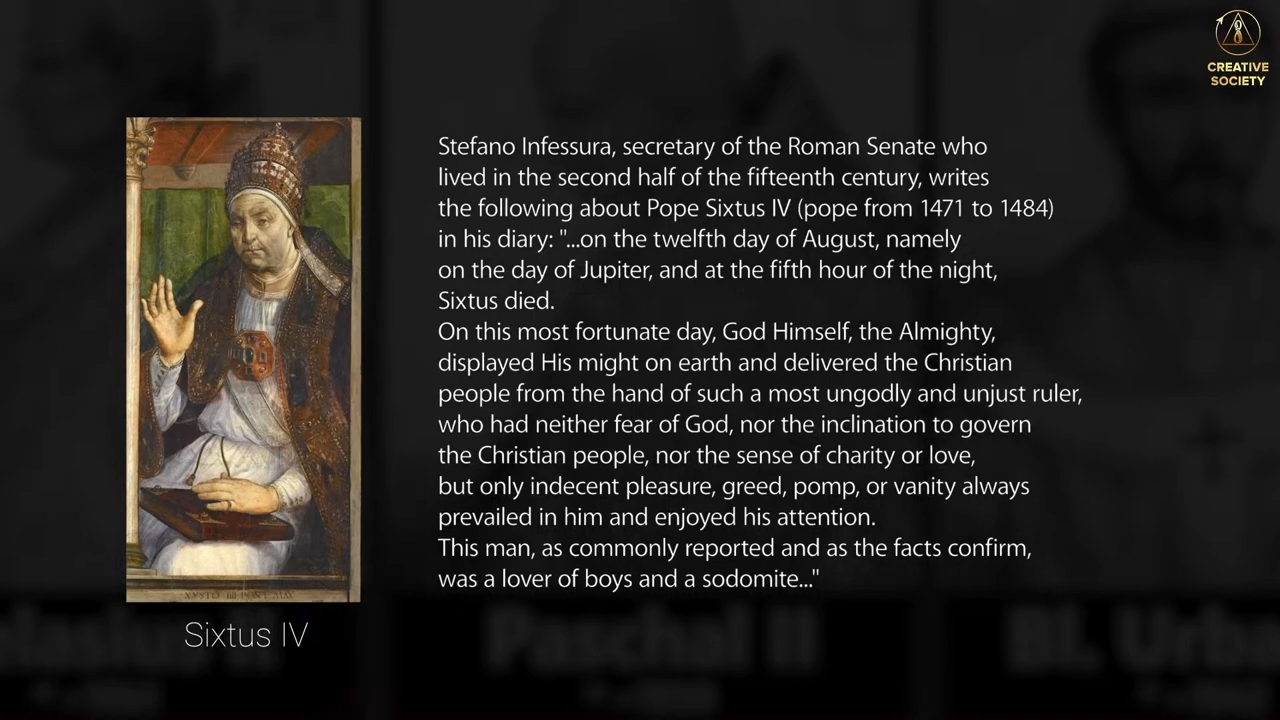 CREATIVE
SOCIETY
Stefano Infessura, secretary of the Roman Senate who
lived in the second half of the fifteenth century, writes
the following about Pope Sixtus IV (pope from 1471 to 1484)
in his diary: "...on the twelfth day of August, namely
on the day of Jupiter, and at the fifth hour of the night,
Sixtus died.
On this most fortunate day, God Himself, the Almighty,
displayed His might on earth and delivered the Christian
people from the hand of such a most ungodly and unjust ruler,
who had neither fear of God, nor the inclination to govern
the Christian people, nor the sense of charity or love,
but only indecent pleasure, greed, pomp, or vanity always
prevailed in him and enjoyed his attention.
This man, as commonly reported and as the facts confirm,
was a lover of boys and a sodomite..."
Sixtus IV
Paschal II
Bl.